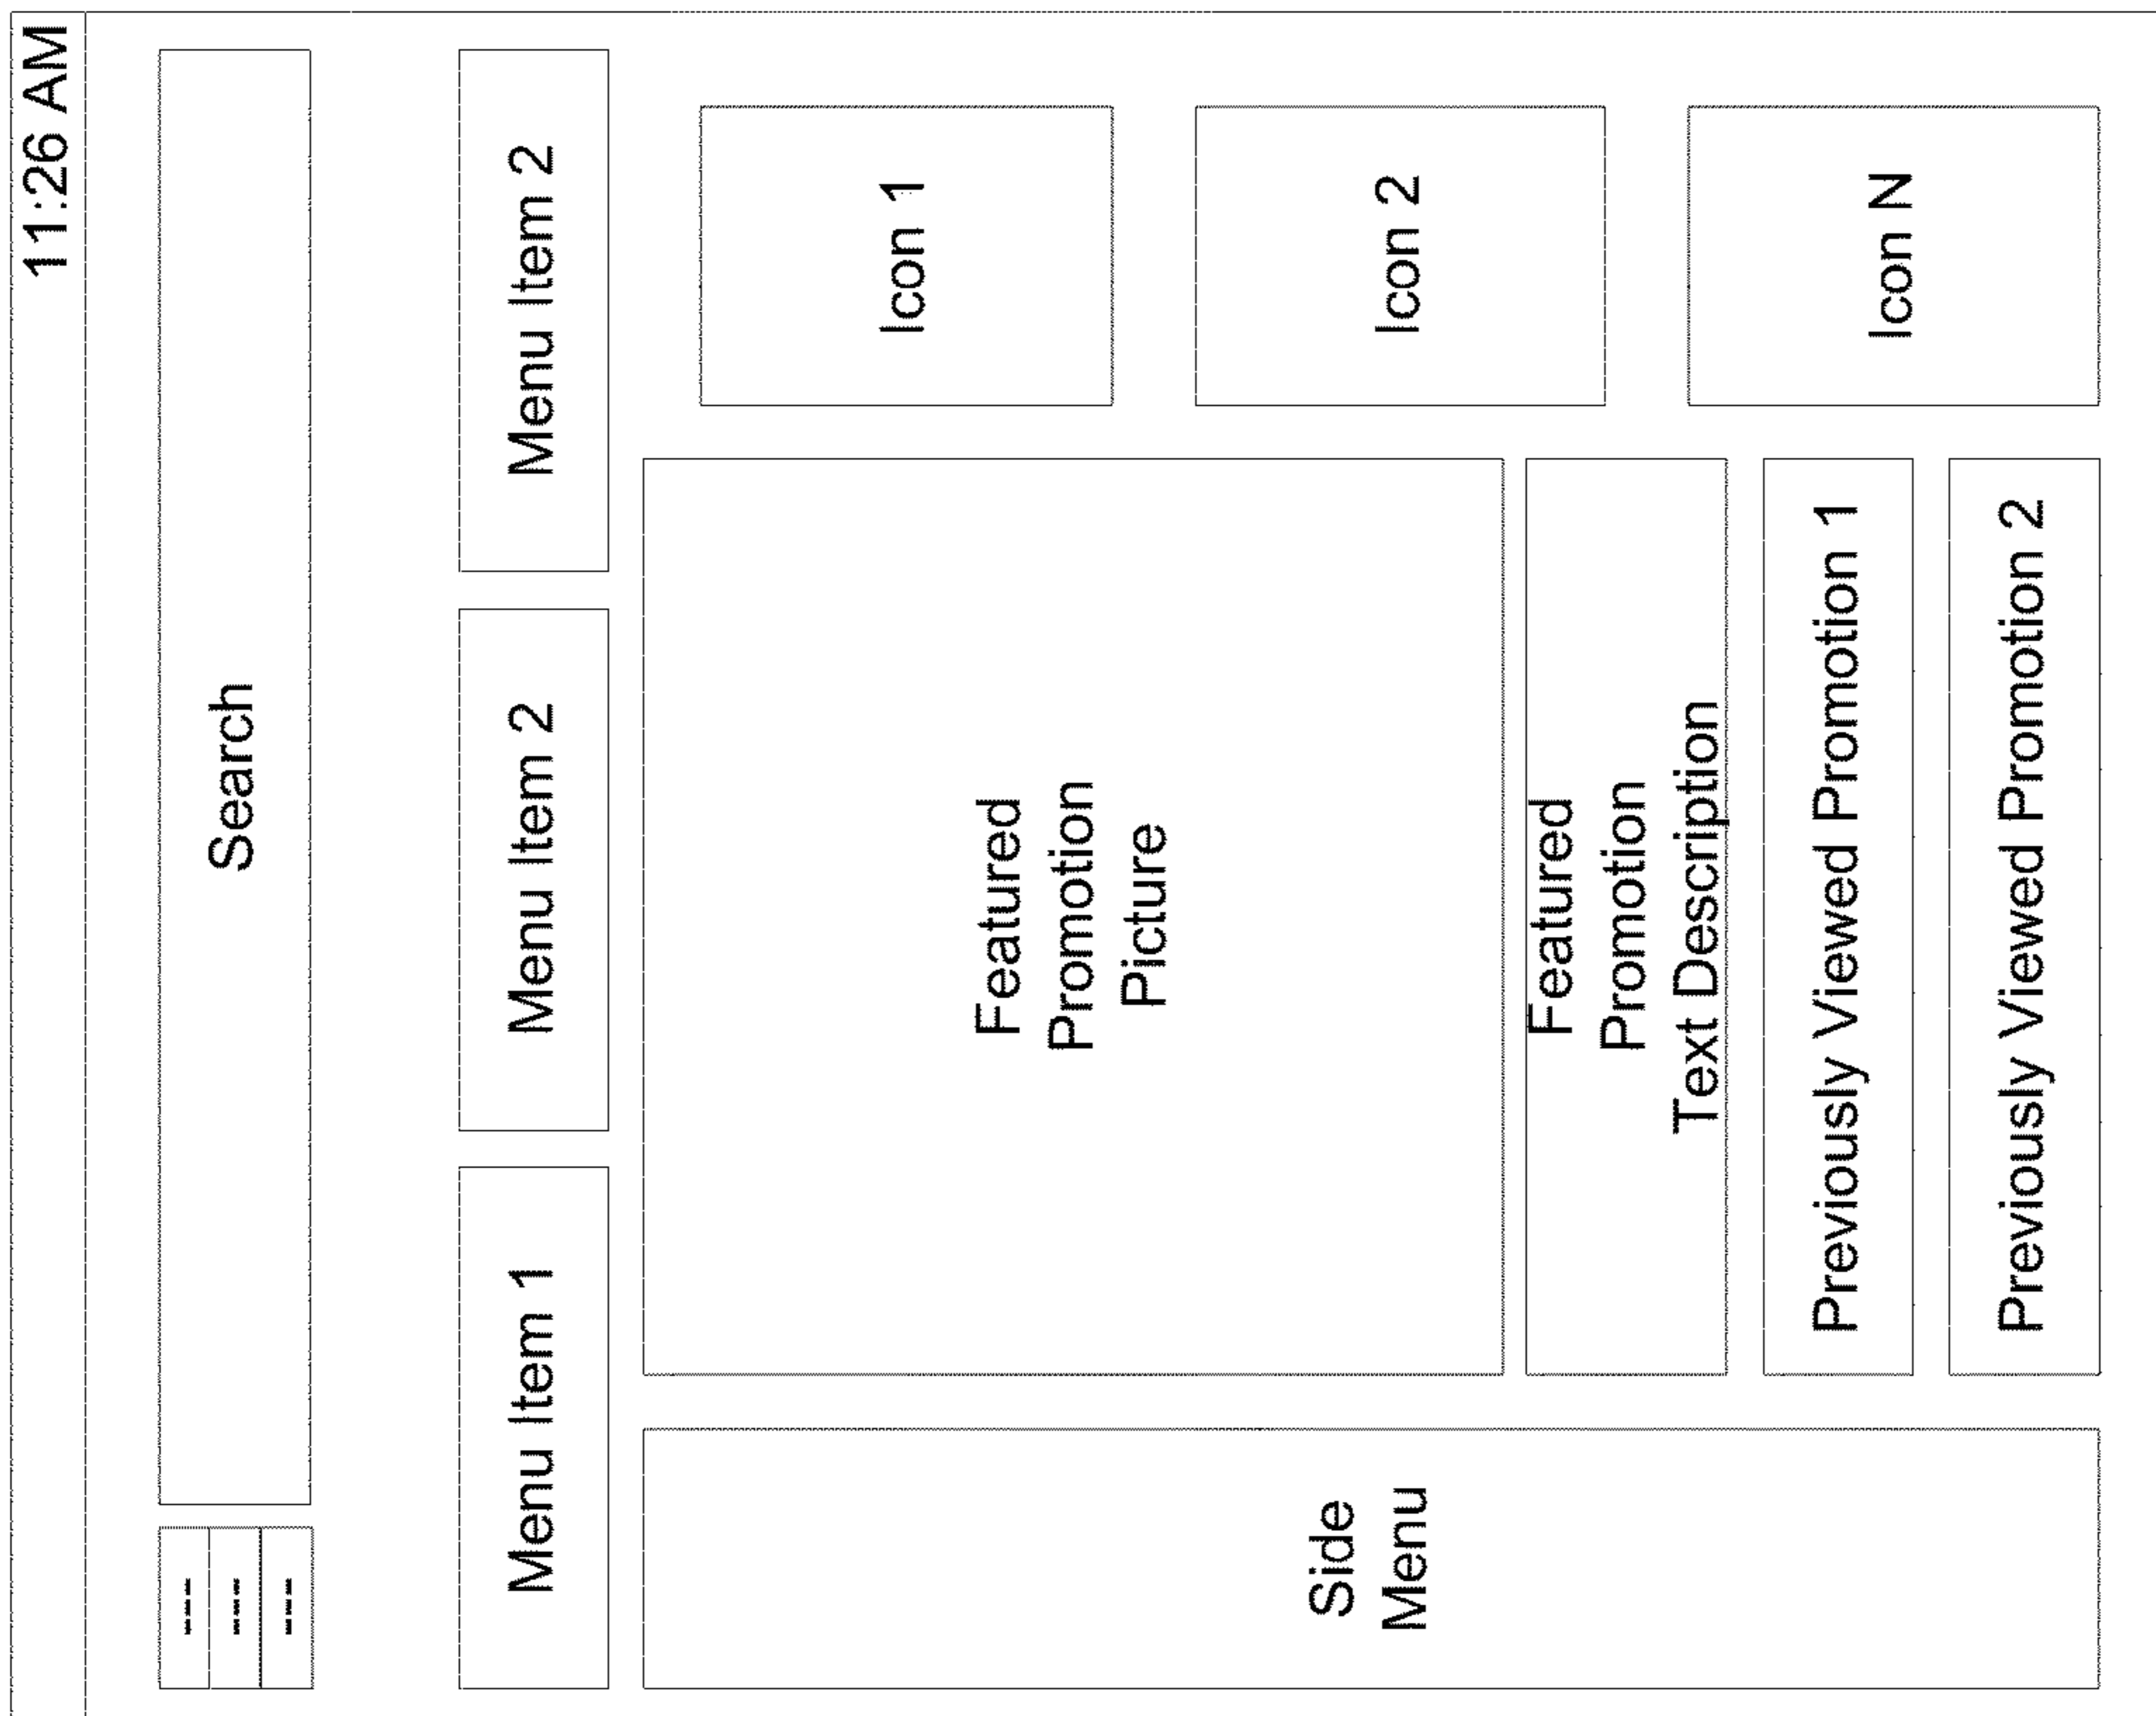 11:26 AM
---
---
---
Search
Menu Item 1
Menu Item 2
Menu Item 2
Side
Menu
Featured
Promotion
Picture
Icon 1
Icon 2
Icon N
Featured
Promotion
Text Description
Previously Viewed Promotion 1
Previously Viewed Promotion 2